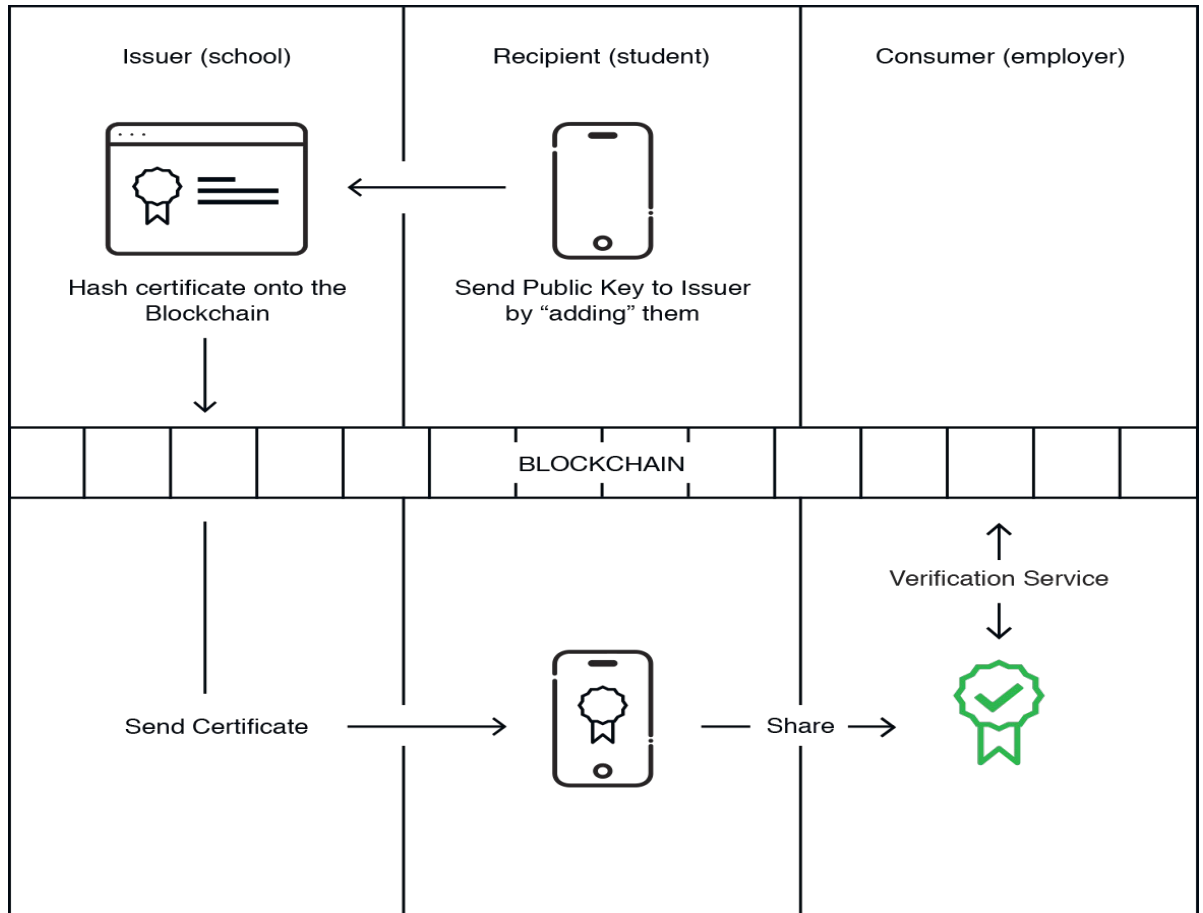 Issuer (school)
Recipient (student)
Consumer (employer)
Hash certificate onto the
Blockchain
Send Public Key to Issuer
by “adding” them
BLOCKCHAIN
Verification Service
Send Certificate
Share